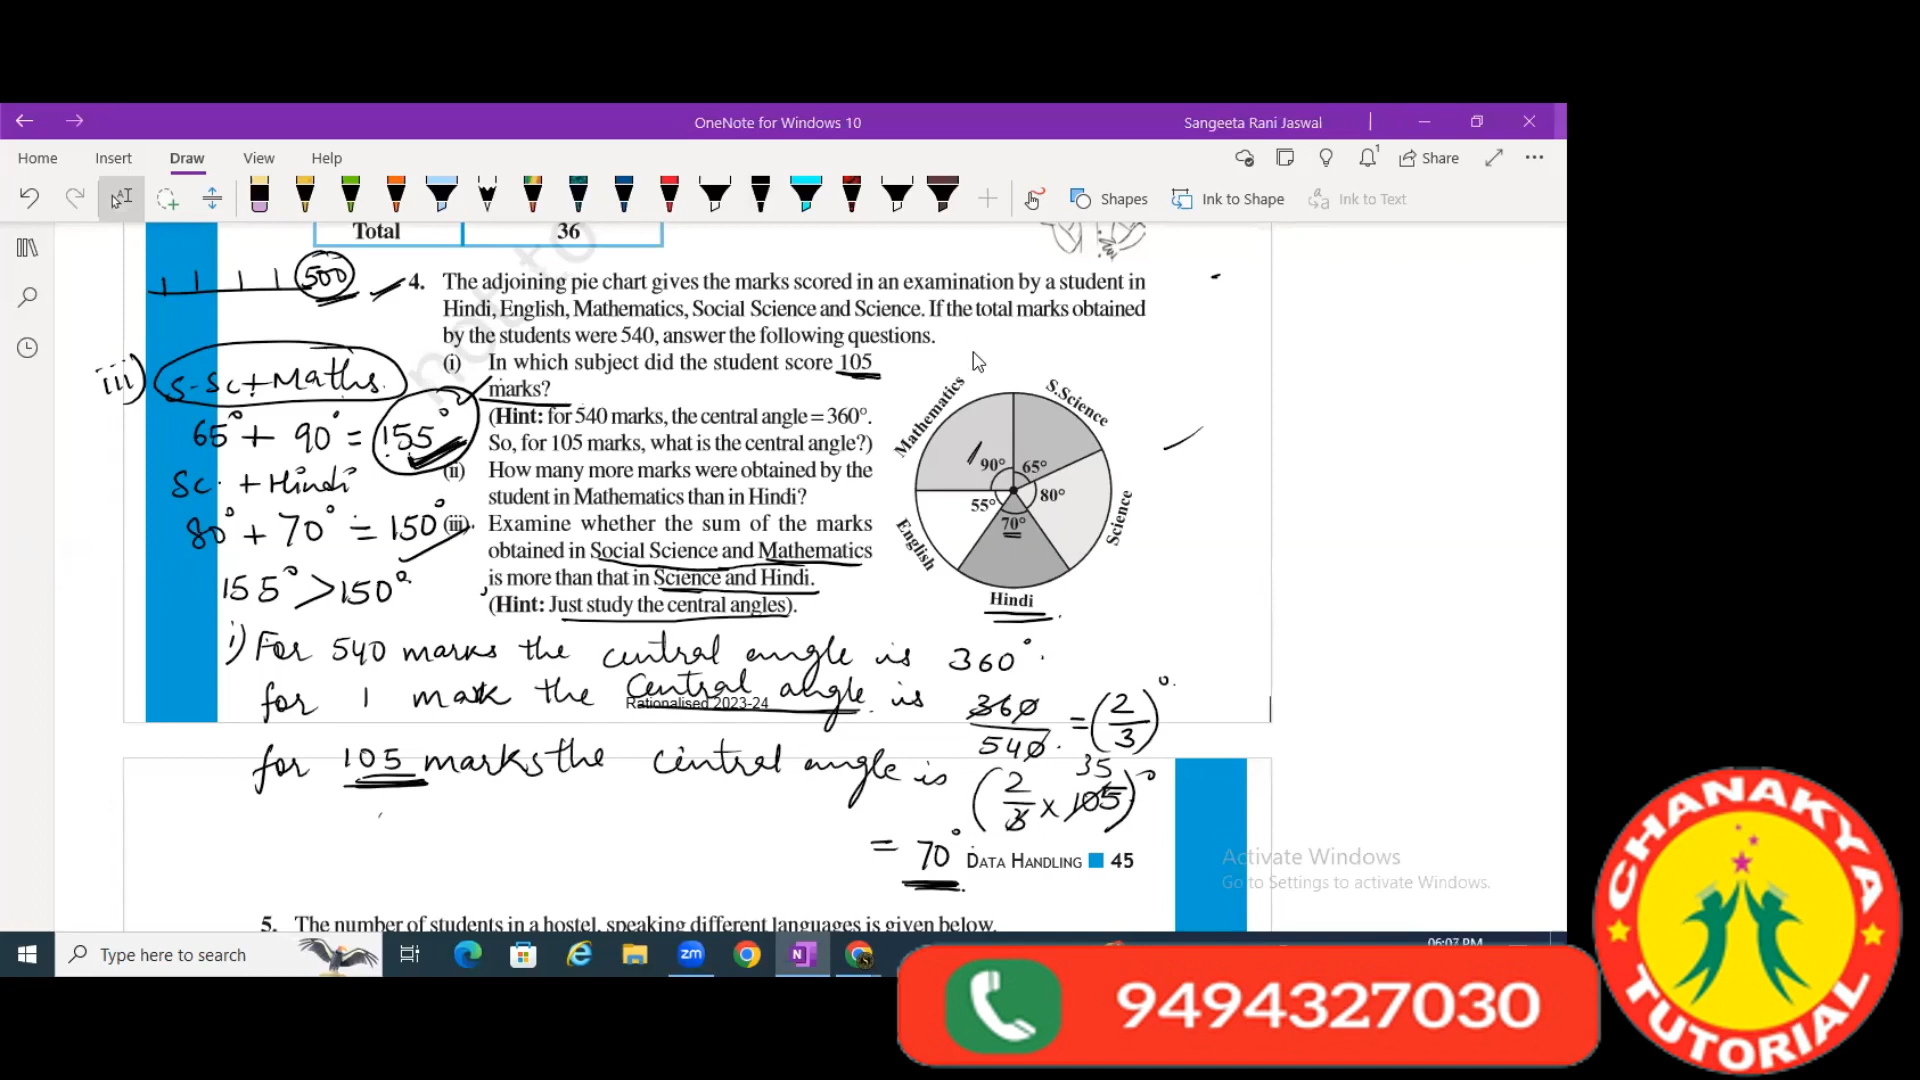 OneNote for Windows 10
Sangeeta Rani Jaswal
Home Insert Draw View Help
Share
Shapes Ink to Shape Ink to Text
Total 36
500
4. The adjoining pie chart gives the marks scored in an examination by a student in
Hindi, English, Mathematics, Social Science and Science. If the total marks obtained
by the students were 540, answer the following questions.
(i) In which subject did the student score 105
marks?
(Hint: for 540 marks, the central angle = 360°.
So, for 105 marks, what is the central angle?)
(ii) How many more marks were obtained by the
student in Mathematics than in Hindi?
(iii) Examine whether the sum of the marks
obtained in Social Science and Mathematics
is more than that in Science and Hindi.
(Hint: Just study the central angles).
not to
Mathematics
S.Science
90° 65°
55° 80°
70°
English
Science
Hindi
iii) S-Sc+Maths.
65° + 90° = 155°
Sc. + Hindi
80° + 70° = 150°
155° > 150°
i) For 540 marks the central angle is 360°.
for 1 mark the central angle is 360/540 = (2/3)°.
Rationalised 2023-24
for 105 marks the central angle is (2/3 x 105)°
35
= 70°
DATA HANDLING 45
Activate Windows
Go to Settings to activate Windows.
5. The number of students in a hostel, speaking different languages is given below.
Type here to search
zm
N
06:07 PM
9494327030
CHANAKYA
TUTORIAL